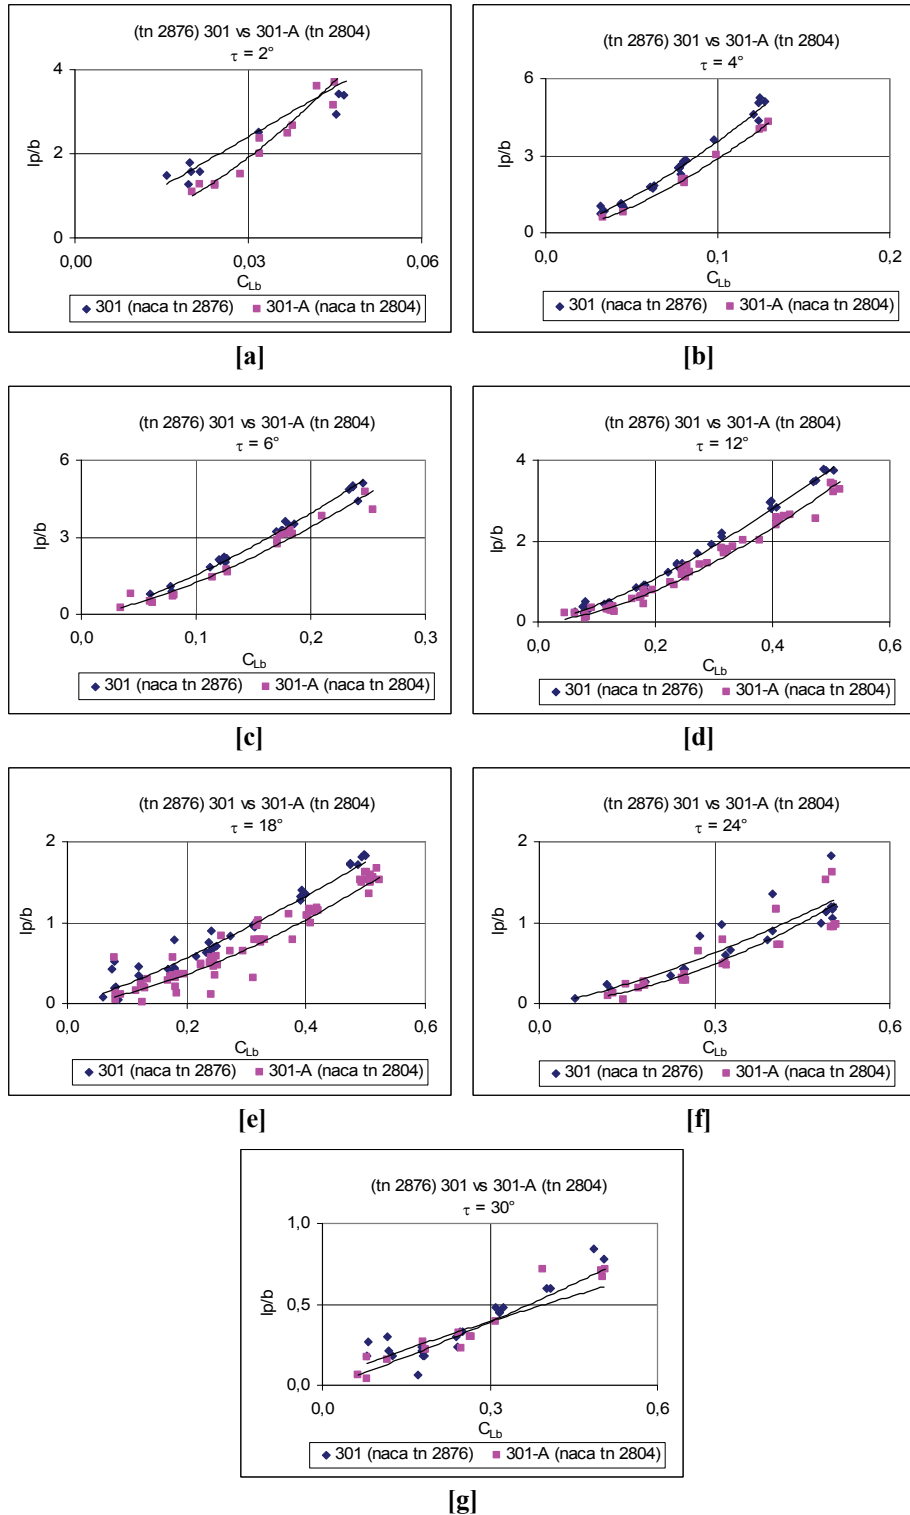 (tn 2876) 301 vs 301-A (tn 2804)
τ = 2°
4
2
0
lp/b
0,00
0,03
0,06
C_Lb
301 (naca tn 2876)
301-A (naca tn 2804)
[a]
(tn 2876) 301 vs 301-A (tn 2804)
τ = 4°
6
3
0
lp/b
0,0
0,1
0,2
C_Lb
301 (naca tn 2876)
301-A (naca tn 2804)
[b]
(tn 2876) 301 vs 301-A (tn 2804)
τ = 6°
6
3
0
lp/b
0,0
0,1
0,2
0,3
C_Lb
301 (naca tn 2876)
301-A (naca tn 2804)
[c]
(tn 2876) 301 vs 301-A (tn 2804)
τ = 12°
4
2
0
lp/b
0,0
0,2
0,4
0,6
C_Lb
301 (naca tn 2876)
301-A (naca tn 2804)
[d]
(tn 2876) 301 vs 301-A (tn 2804)
τ = 18°
2
1
0
lp/b
0,0
0,2
0,4
0,6
C_Lb
301 (naca tn 2876)
301-A (naca tn 2804)
[e]
(tn 2876) 301 vs 301-A (tn 2804)
τ = 24°
2
1
0
lp/b
0,0
0,3
0,6
C_Lb
301 (naca tn 2876)
301-A (naca tn 2804)
[f]
(tn 2876) 301 vs 301-A (tn 2804)
τ = 30°
1,0
0,5
0,0
lp/b
0,0
0,3
0,6
C_Lb
301 (naca tn 2876)
301-A (naca tn 2804)
[g]